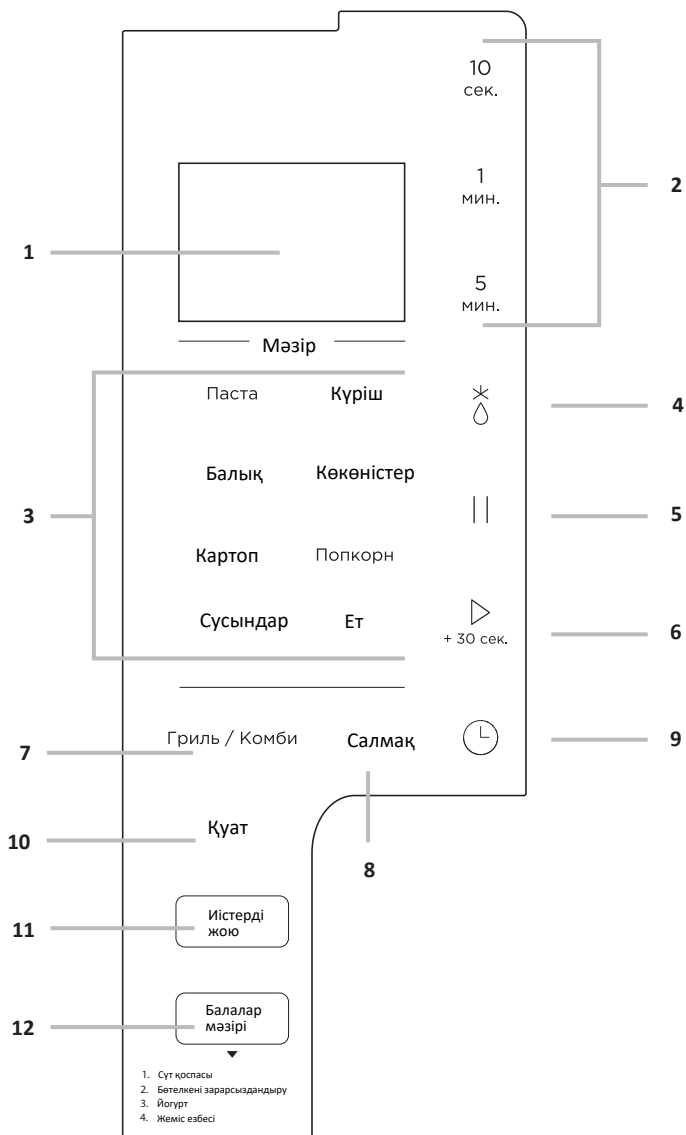 10
сек.
1
мин.
2
1
5
мин.
Мәзір
Паста Күріш
4
Балық Көкөністер
3
5
Картоп Попкорн
Сусындар Ет
+ 30 сек.
6
7
Гриль / Комби Салмақ
9
10
Қуат
8
11
Иістерді
жою
12
Балалар
мәзірі
1. Сүт қоспасы
2. Бөтелкені зарарсыздандыру
3. Йогурт
4. Жеміс езбесі